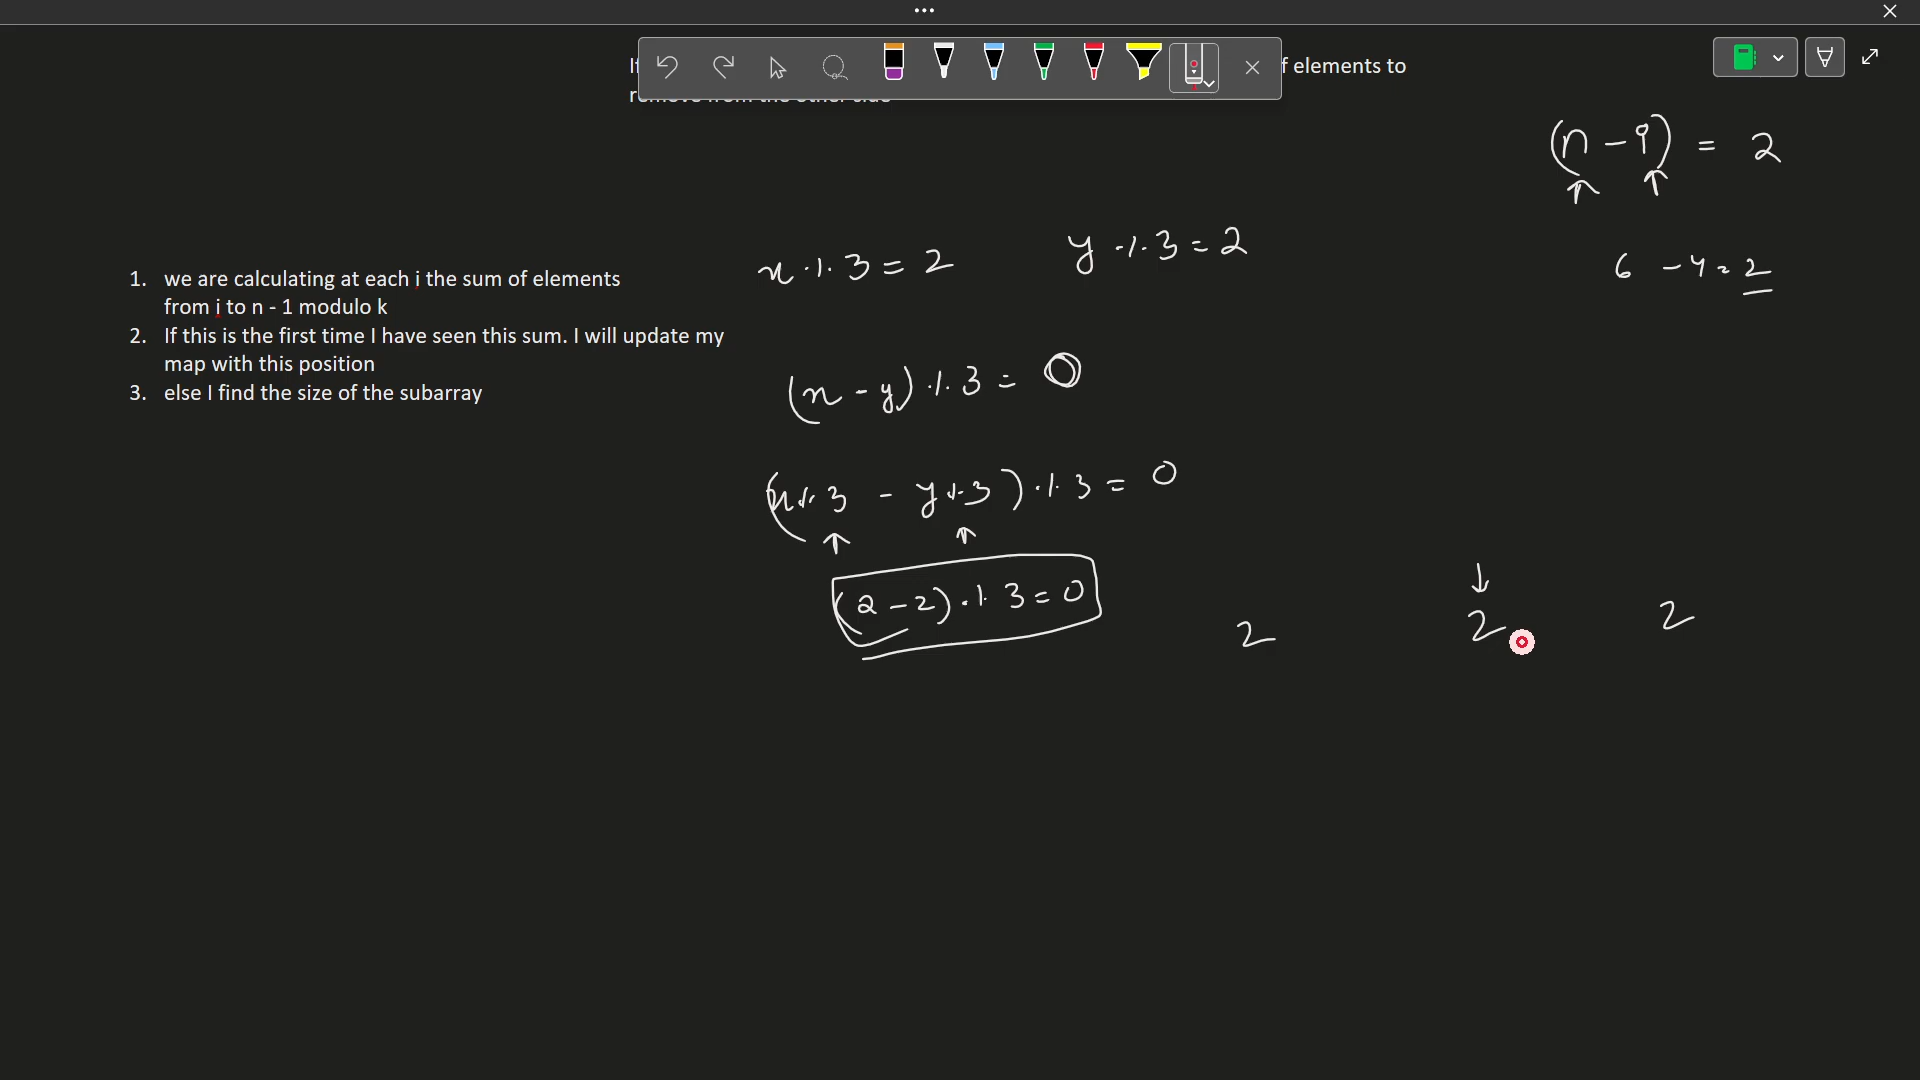 f elements to
(n - i) = 2
6 - 4 = 2
x % 3 = 2
y % 3 = 2
1. we are calculating at each i the sum of elements
from i to n - 1 modulo k
2. If this is the first time I have seen this sum. I will update my
map with this position
3. else I find the size of the subarray
(x - y) % 3 = 0
(x % 3 - y % 3) % 3 = 0
(2 - 2) % 3 = 0
2 2 2